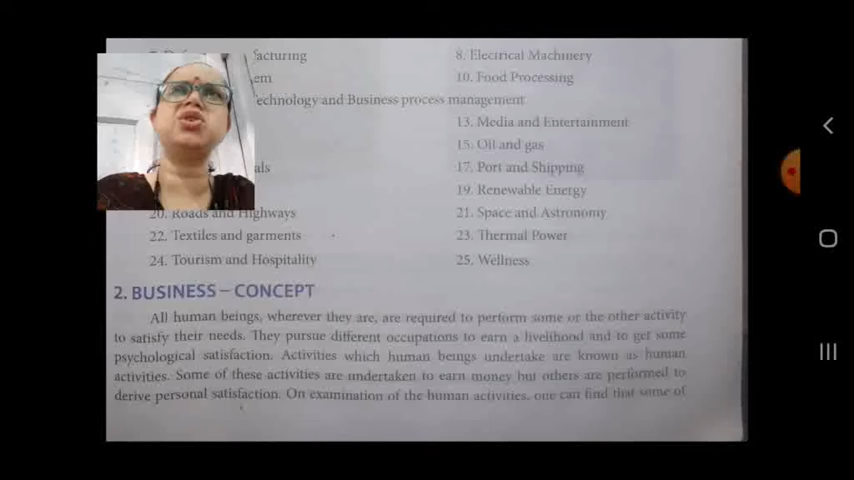 facturing
8. Electrical Machinery
em
10. Food Processing
Technology and Business process management
13. Media and Entertainment
15. Oil and gas
als
17. Port and Shipping
19. Renewable Energy
20. Roads and Highways
21. Space and Astronomy
22. Textiles and garments
23. Thermal Power
24. Tourism and Hospitality
25. Wellness
2. BUSINESS – CONCEPT
All human beings, wherever they are, are required to perform some or the other activity
to satisfy their needs. They pursue different occupations to earn a livelihood and to get some
psychological satisfaction. Activities which human beings undertake are known as human
activities. Some of these activities are undertaken to earn money but others are performed to
derive personal satisfaction. On examination of the human activities, one can find that some of